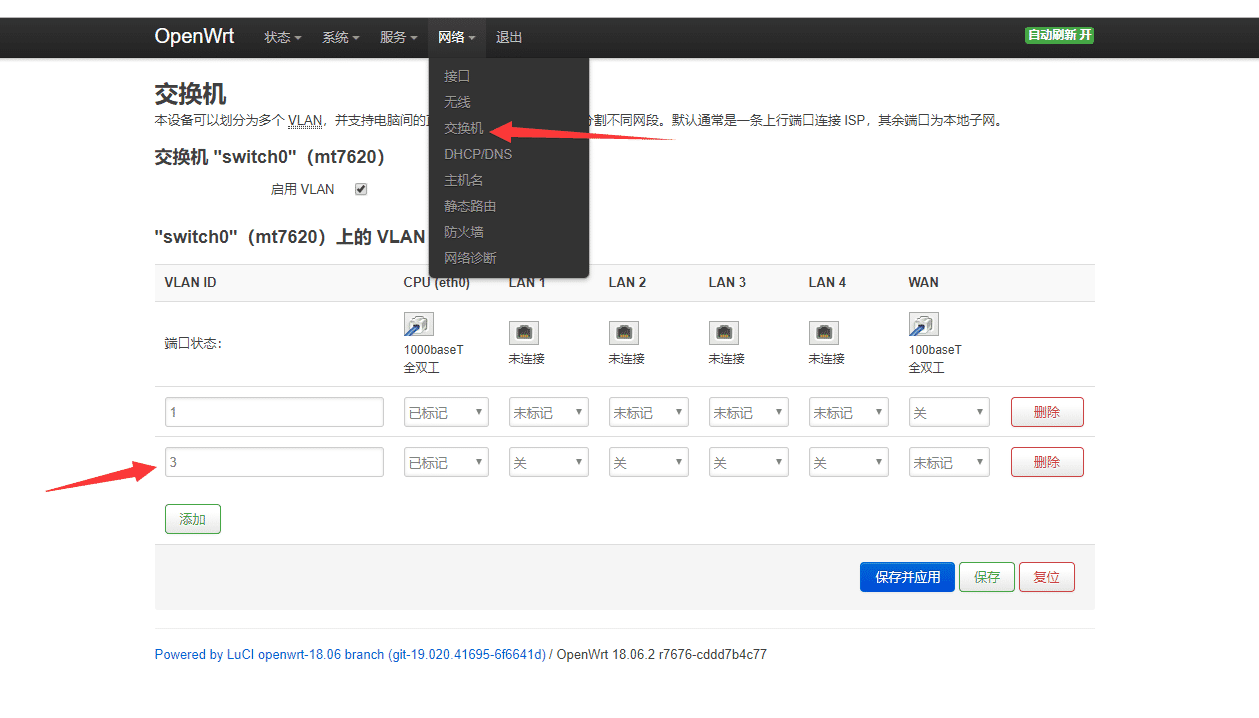 OpenWrt 状态 系统 服务 网络 退出 自动刷新 开
接口
无线
交换机
DHCP/DNS
主机名
静态路由
防火墙
网络诊断
交换机
本设备可以划分为多个 VLAN，并支持电脑间的 割不同网段。默认通常是一条上行端口连接 ISP，其余端口为本地子网。
交换机 "switch0"（mt7620）
启用 VLAN
"switch0"（mt7620）上的 VLAN
VLAN ID CPU (eth0) LAN 1 LAN 2 LAN 3 LAN 4 WAN
端口状态： 1000baseT 全双工 未连接 未连接 未连接 未连接 100baseT 全双工
1 已标记 未标记 未标记 未标记 未标记 关 删除
3 已标记 关 关 关 关 未标记 删除
添加
保存并应用 保存 复位
Powered by LuCI openwrt-18.06 branch (git-19.020.41695-6f6641d) / OpenWrt 18.06.2 r7676-cddd7b4c77